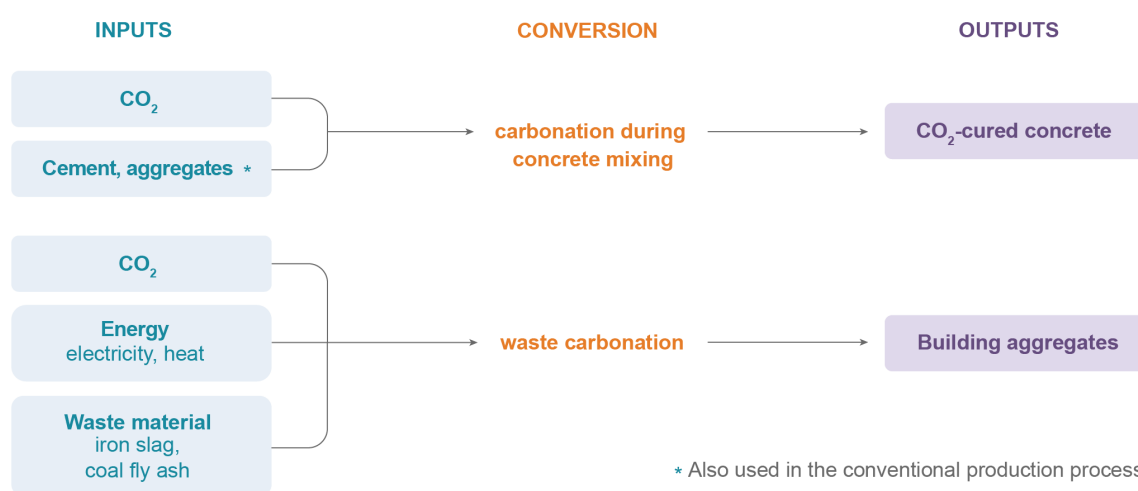 INPUTS
CONVERSION
OUTPUTS
CO₂
Cement, aggregates *
carbonation during
concrete mixing
CO₂-cured concrete
CO₂
Energy
electricity, heat
Waste material
iron slag,
coal fly ash
waste carbonation
Building aggregates
* Also used in the conventional production process